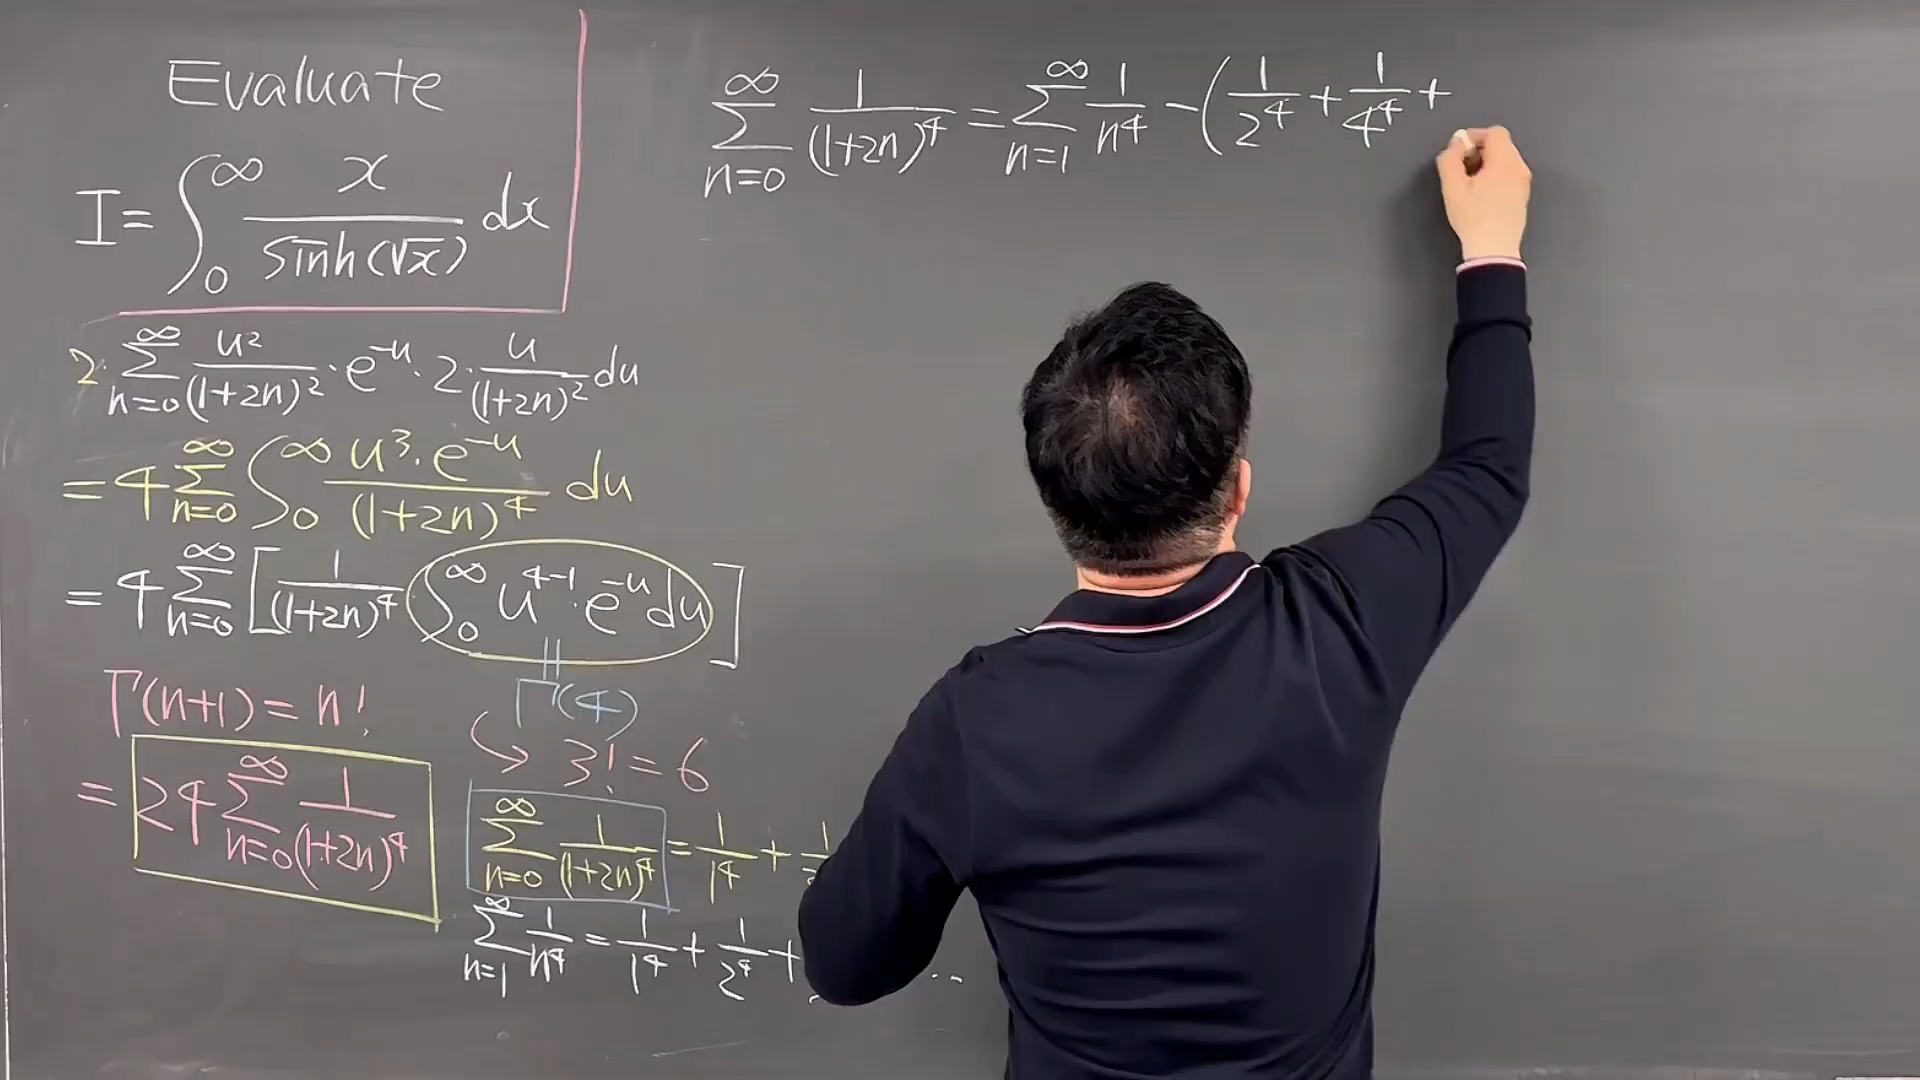 Evaluate
I = ∫₀^∞ x / sinh(√x) dx
2· ∑_{n=0}^∞ u² / (1+2n)² · e^{-u} · 2 · u / (1+2n)² du
= 4 ∑_{n=0}^∞ ∫₀^∞ u³ · e^{-u} / (1+2n)⁴ du
= 4 ∑_{n=0}^∞ [ 1 / (1+2n)⁴ ∫₀^∞ u^{4-1} · e^{-u} du ]
Γ(n+1) = n!
Γ(4)
3! = 6
= 24 ∑_{n=0}^∞ 1 / (1+2n)⁴
∑_{n=0}^∞ 1 / (1+2n)⁴ = 1/1⁴ +
∑_{n=1}^∞ 1/n⁴ = 1/1⁴ + 1/2⁴ +
∑_{n=0}^∞ 1 / (1+2n)⁴ = ∑_{n=1}^∞ 1/n⁴ - ( 1/2⁴ + 1/4⁴ +